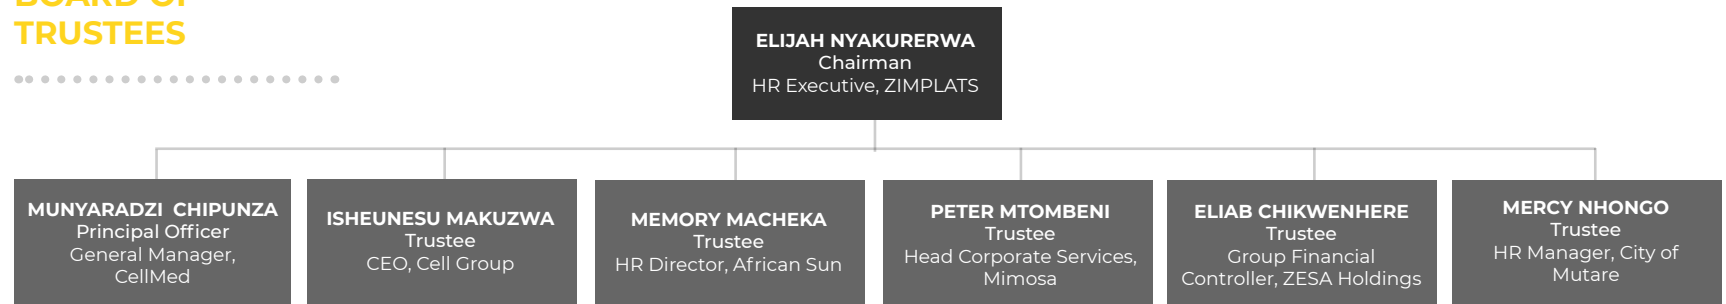 BOARD OF
TRUSTEES
ELIJAH NYAKURERWA
Chairman
HR Executive, ZIMPLATS
MUNYARADZI CHIPUNZA
Principal Officer
General Manager,
CellMed
ISHEUNESU MAKUZWA
Trustee
CEO, Cell Group
MEMORY MACHEKA
Trustee
HR Director, African Sun
PETER MTOMBENI
Trustee
Head Corporate Services,
Mimosa
ELIAB CHIKWENHERE
Trustee
Group Financial
Controller, ZESA Holdings
MERCY NHONGO
Trustee
HR Manager, City of
Mutare